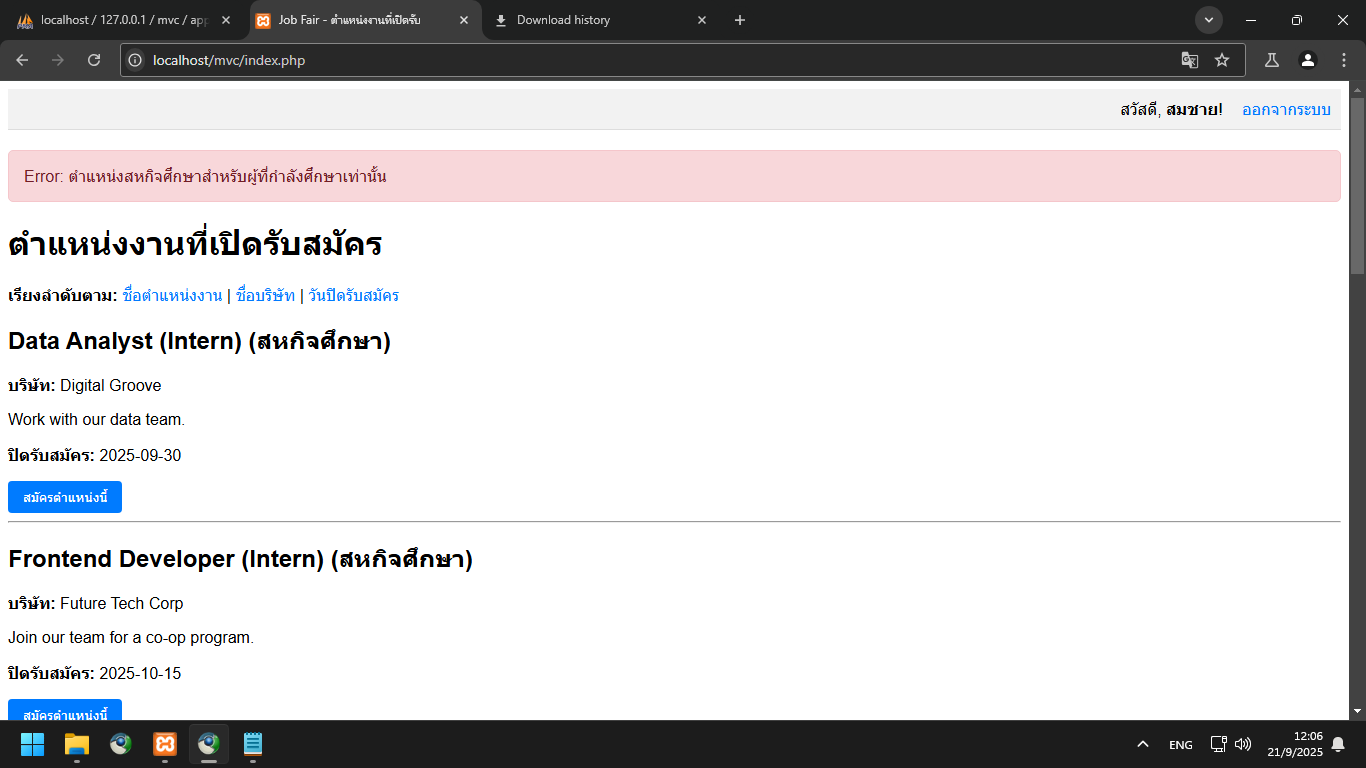 localhost / 127.0.0.1 / mvc / app
Job Fair - ตำแหน่งงานที่เปิดรับ
Download history
localhost/mvc/index.php
สวัสดี, สมชาย! ออกจากระบบ
Error: ตำแหน่งสหกิจศึกษาสำหรับผู้ที่กำลังศึกษาเท่านั้น
ตำแหน่งงานที่เปิดรับสมัคร
เรียงลำดับตาม: ชื่อตำแหน่งงาน | ชื่อบริษัท | วันปิดรับสมัคร
Data Analyst (Intern) (สหกิจศึกษา)
บริษัท: Digital Groove
Work with our data team.
ปิดรับสมัคร: 2025-09-30
สมัครตำแหน่งนี้
Frontend Developer (Intern) (สหกิจศึกษา)
บริษัท: Future Tech Corp
Join our team for a co-op program.
ปิดรับสมัคร: 2025-10-15
สมัครตำแหน่งนี้
ENG
12:06
21/9/2025